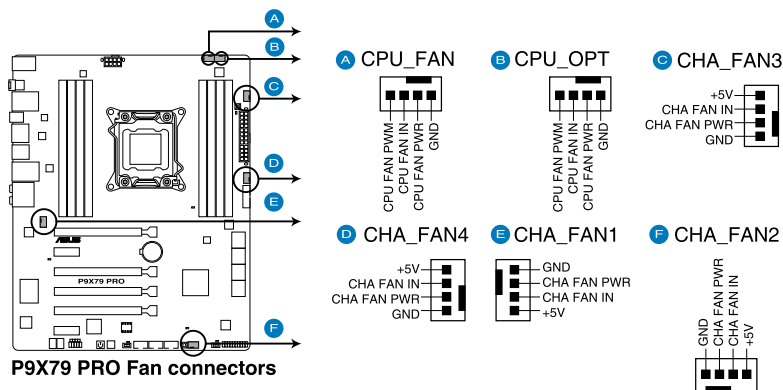 A
B
C
D
E
F
/ISUS
P9X79 PRO
P9X79 PRO Fan connectors
A CPU_FAN
CPU FAN PWM
CPU FAN IN
CPU FAN PWR
GND
B CPU_OPT
CPU FAN PWM
CPU FAN IN
CPU FAN PWR
GND
C CHA_FAN3
+5V
CHA FAN IN
CHA FAN PWR
GND
D CHA_FAN4
+5V
CHA FAN IN
CHA FAN PWR
GND
E CHA_FAN1
GND
CHA FAN PWR
CHA FAN IN
+5V
F CHA_FAN2
GND
CHA FAN PWR
CHA FAN IN
+5V